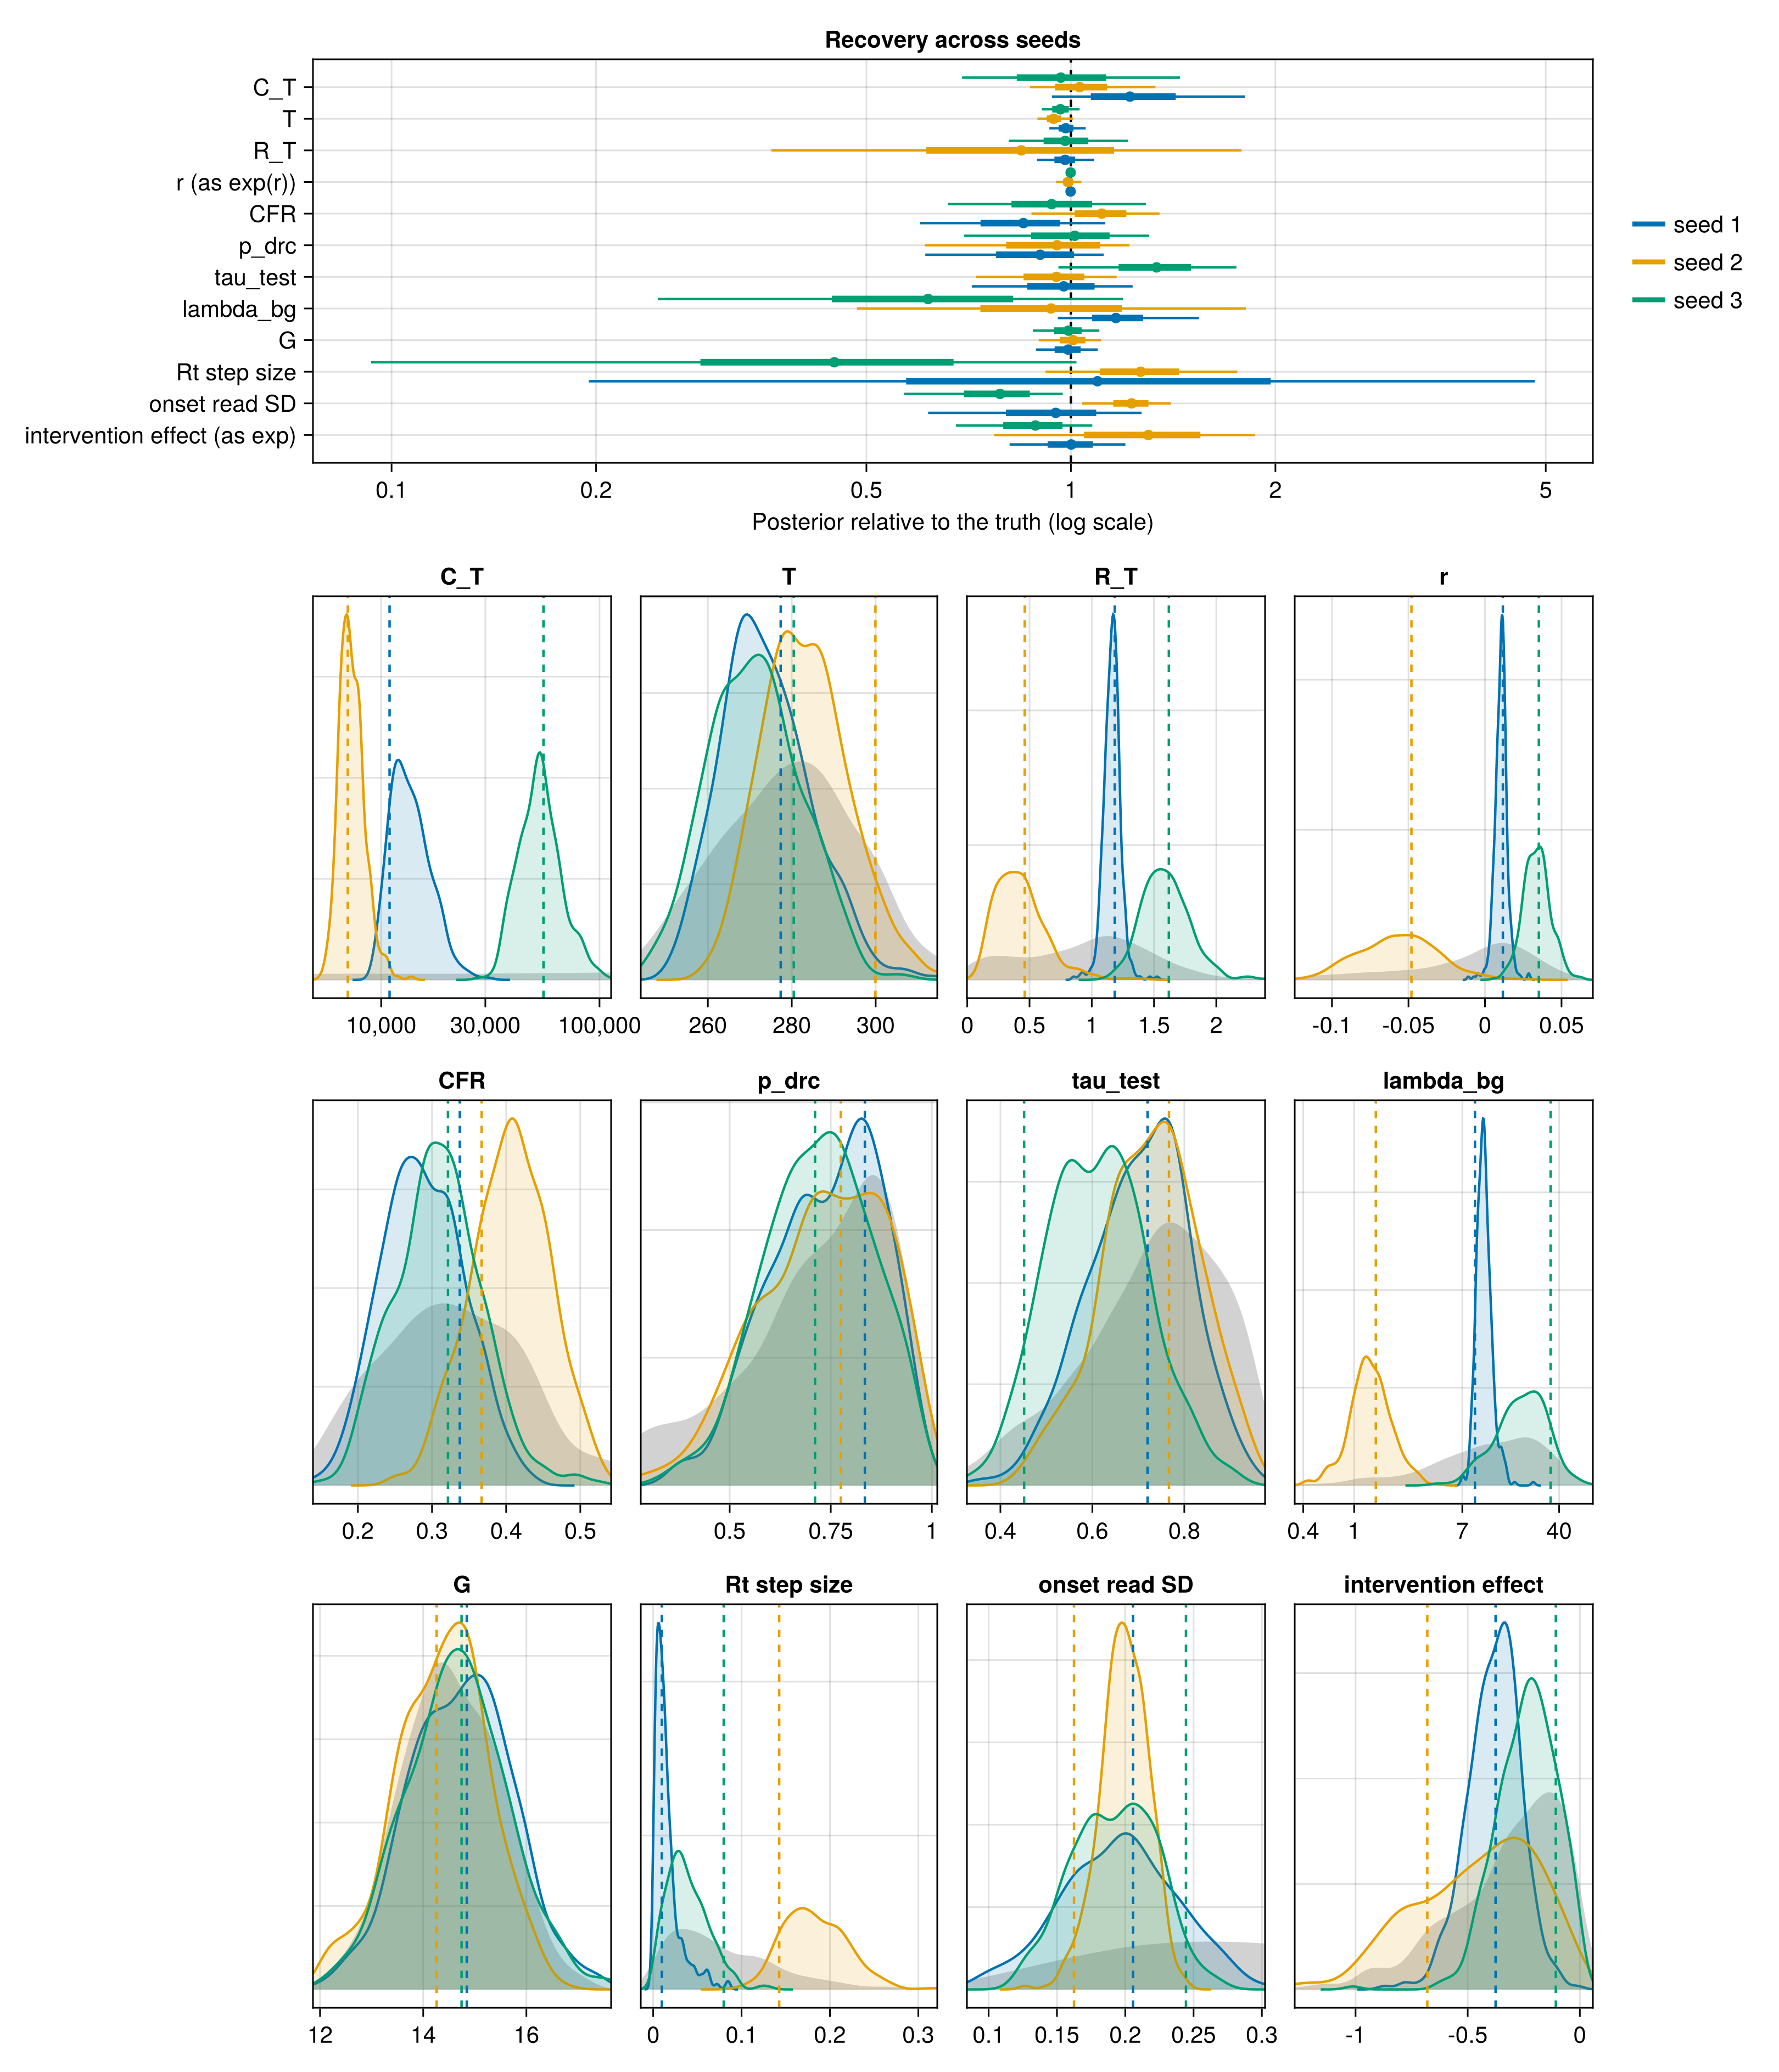 Recovery across seeds
C_T
T
R_T
r (as exp(r))
CFR
p_drc
tau_test
lambda_bg
G
Rt step size
onset read SD
intervention effect (as exp)
0.1 0.2 0.5 1 2 5
Posterior relative to the truth (log scale)
seed 1
seed 2
seed 3
C_T T R_T r
10,000 30,000 100,000 260 280 300 0 0.5 1 1.5 2 -0.1 -0.05 0 0.05
CFR p_drc tau_test lambda_bg
0.2 0.3 0.4 0.5 0.5 0.75 1 0.4 0.6 0.8 0.4 1 7 40
G Rt step size onset read SD intervention effect
12 14 16 0 0.1 0.2 0.3 0.1 0.15 0.2 0.25 0.3 -1 -0.5 0